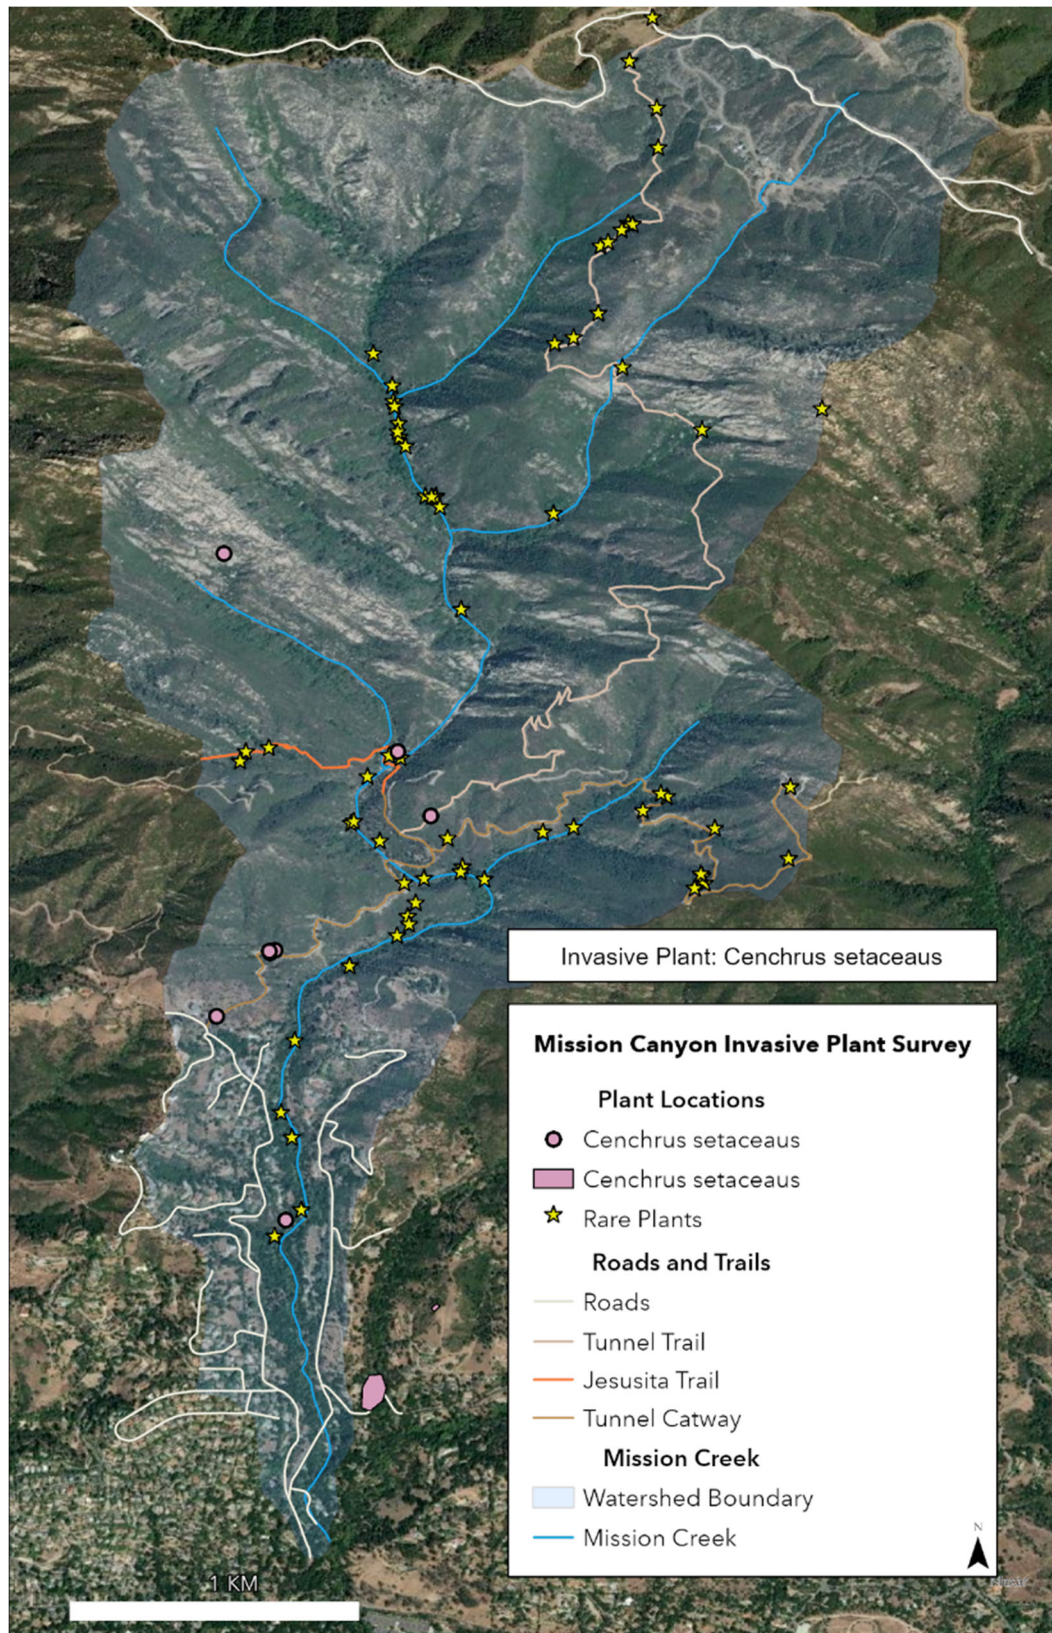 Invasive Plant: Cenchrus setaceaus
Mission Canyon Invasive Plant Survey
Plant Locations
Cenchrus setaceaus
Cenchrus setaceaus
Rare Plants
Roads and Trails
Roads
Tunnel Trail
Jesusita Trail
Tunnel Catway
Mission Creek
Watershed Boundary
Mission Creek
N
1 KM